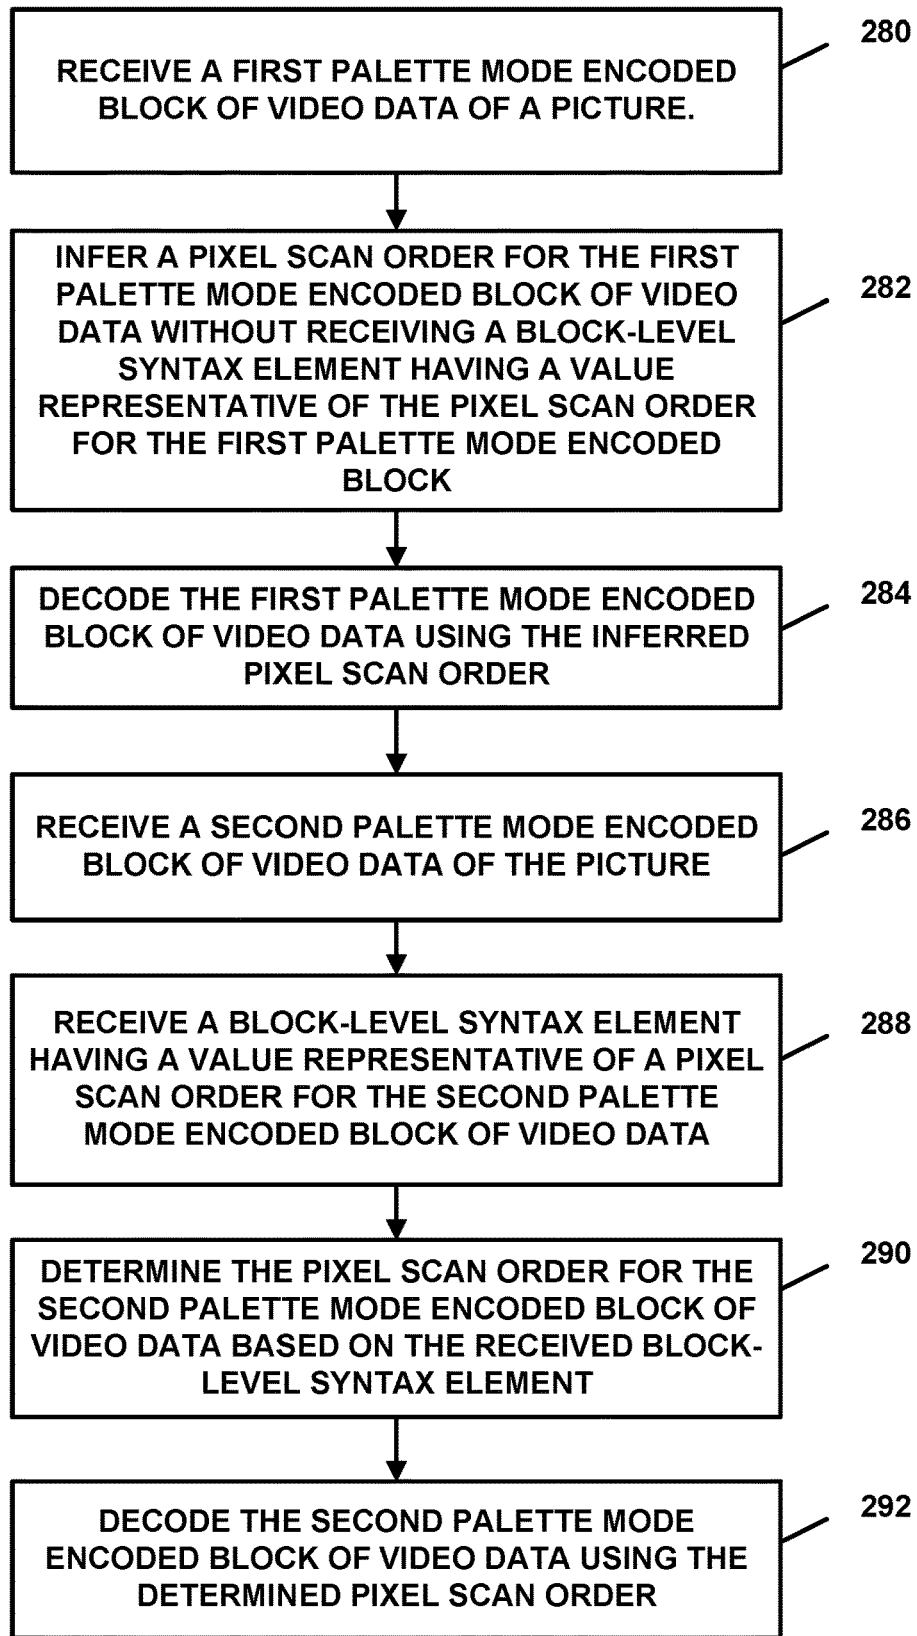 280
RECEIVE A FIRST PALETTE MODE ENCODED
BLOCK OF VIDEO DATA OF A PICTURE.
282
INFER A PIXEL SCAN ORDER FOR THE FIRST
PALETTE MODE ENCODED BLOCK OF VIDEO
DATA WITHOUT RECEIVING A BLOCK-LEVEL
SYNTAX ELEMENT HAVING A VALUE
REPRESENTATIVE OF THE PIXEL SCAN ORDER
FOR THE FIRST PALETTE MODE ENCODED
BLOCK
284
DECODE THE FIRST PALETTE MODE ENCODED
BLOCK OF VIDEO DATA USING THE INFERRED
PIXEL SCAN ORDER
286
RECEIVE A SECOND PALETTE MODE ENCODED
BLOCK OF VIDEO DATA OF THE PICTURE
288
RECEIVE A BLOCK-LEVEL SYNTAX ELEMENT
HAVING A VALUE REPRESENTATIVE OF A PIXEL
SCAN ORDER FOR THE SECOND PALETTE
MODE ENCODED BLOCK OF VIDEO DATA
290
DETERMINE THE PIXEL SCAN ORDER FOR THE
SECOND PALETTE MODE ENCODED BLOCK OF
VIDEO DATA BASED ON THE RECEIVED BLOCK-
LEVEL SYNTAX ELEMENT
292
DECODE THE SECOND PALETTE MODE
ENCODED BLOCK OF VIDEO DATA USING THE
DETERMINED PIXEL SCAN ORDER